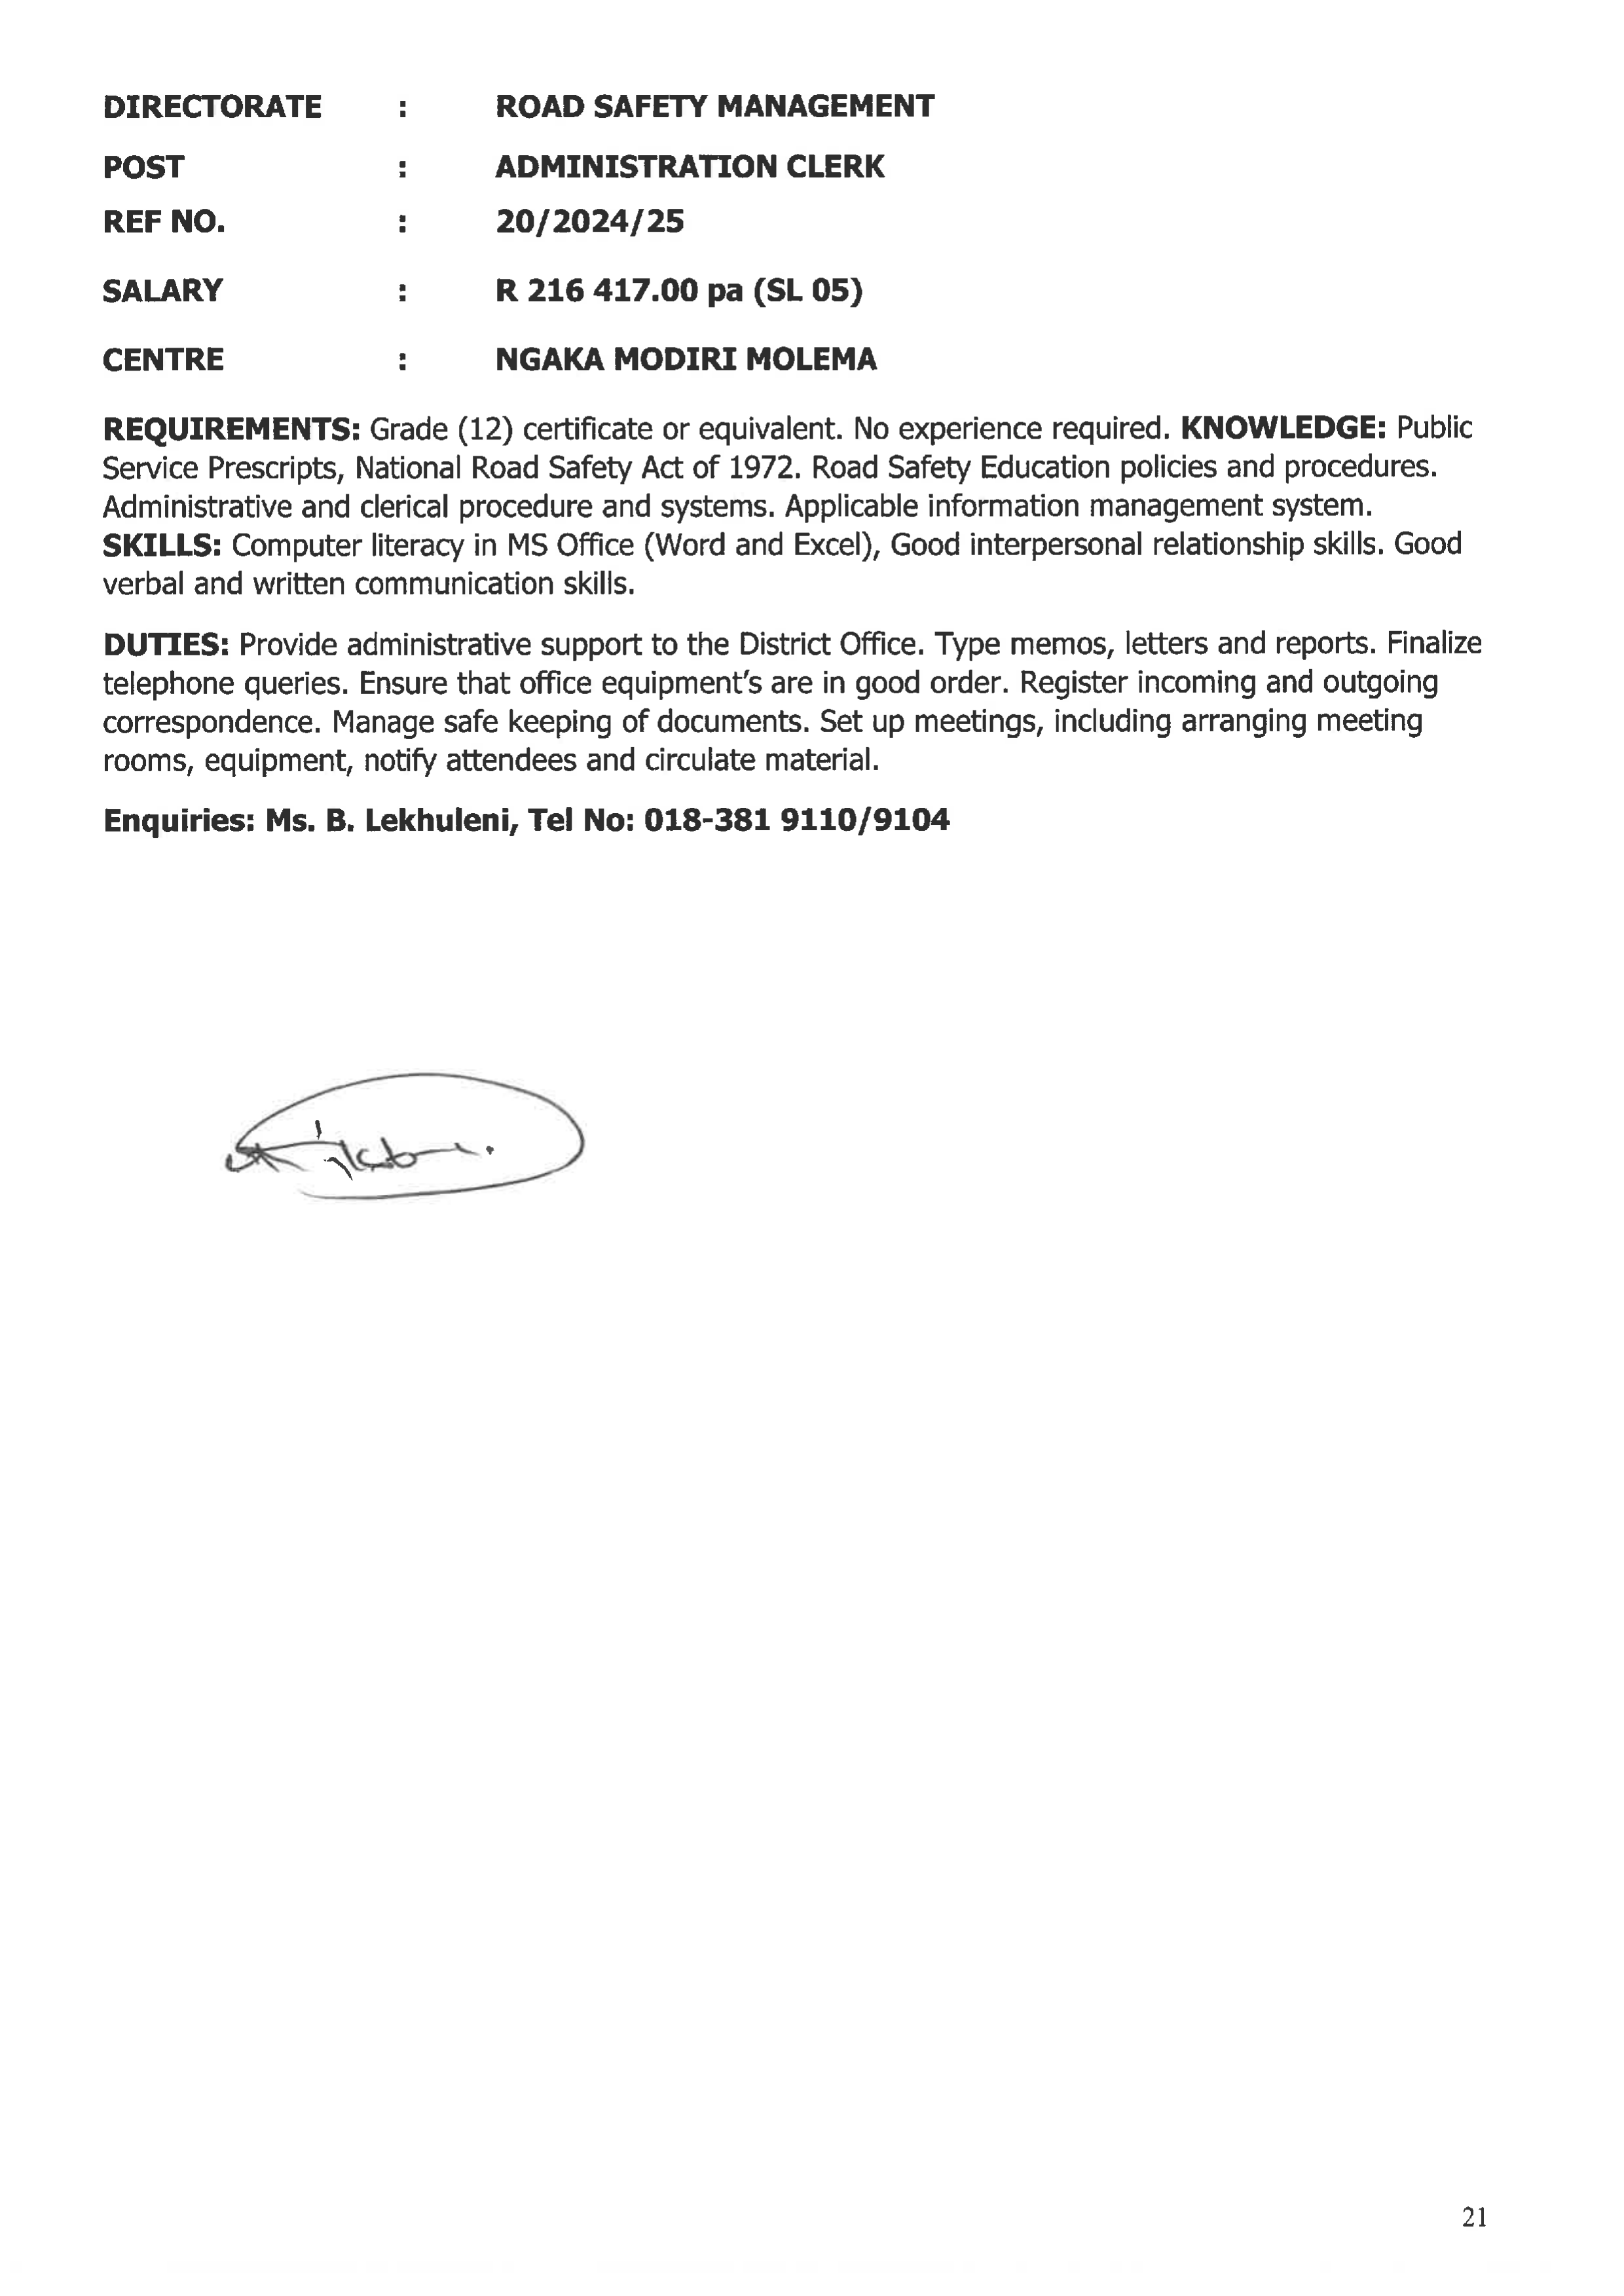 DIRECTORATE : ROAD SAFETY MANAGEMENT
POST : ADMINISTRATION CLERK
REF NO. : 20/2024/25
SALARY : R 216 417.00 pa (SL 05)
CENTRE : NGAKA MODIRI MOLEMA
REQUIREMENTS: Grade (12) certificate or equivalent. No experience required. KNOWLEDGE: Public
Service Prescripts, National Road Safety Act of 1972. Road Safety Education policies and procedures.
Administrative and clerical procedure and systems. Applicable information management system.
SKILLS: Computer literacy in MS Office (Word and Excel), Good interpersonal relationship skills. Good
verbal and written communication skills.
DUTIES: Provide administrative support to the District Office. Type memos, letters and reports. Finalize
telephone queries. Ensure that office equipment's are in good order. Register incoming and outgoing
correspondence. Manage safe keeping of documents. Set up meetings, including arranging meeting
rooms, equipment, notify attendees and circulate material.
Enquiries: Ms. B. Lekhuleni, Tel No: 018-381 9110/9104
21